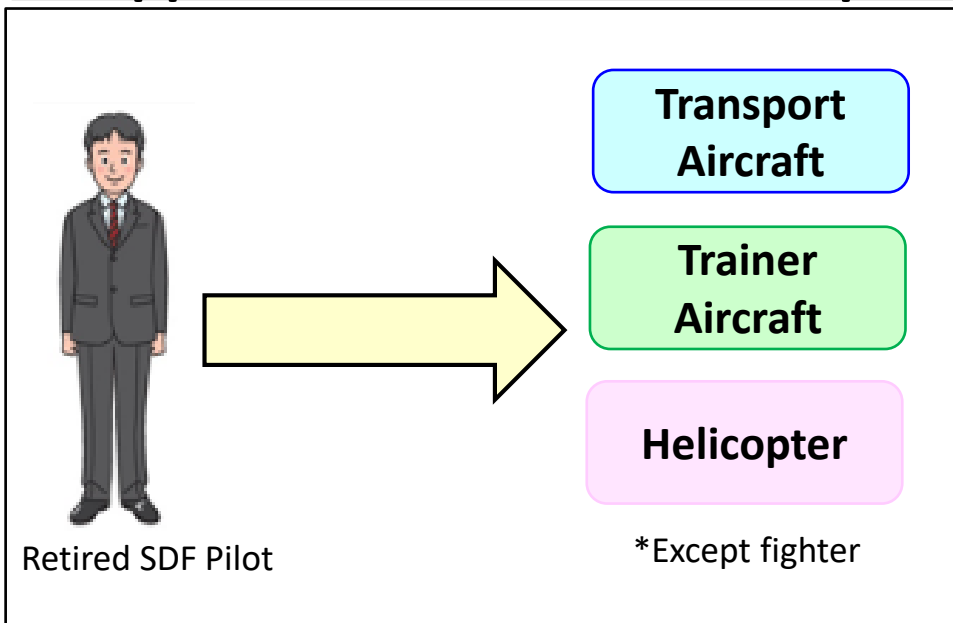 Transport
Aircraft
Trainer
Aircraft
Helicopter
Retired SDF Pilot
*Except fighter